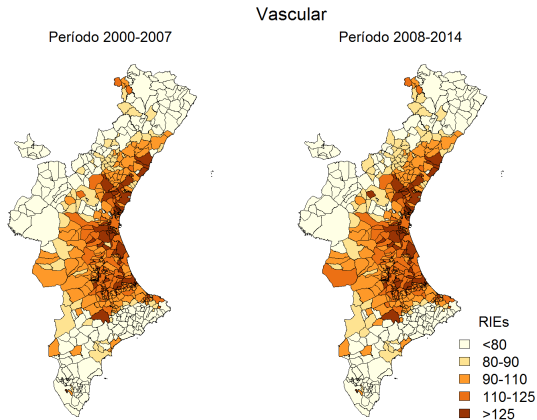 Vascular
Período 2000-2007
Período 2008-2014
RIEs
<80
80-90
90-110
110-125
>125